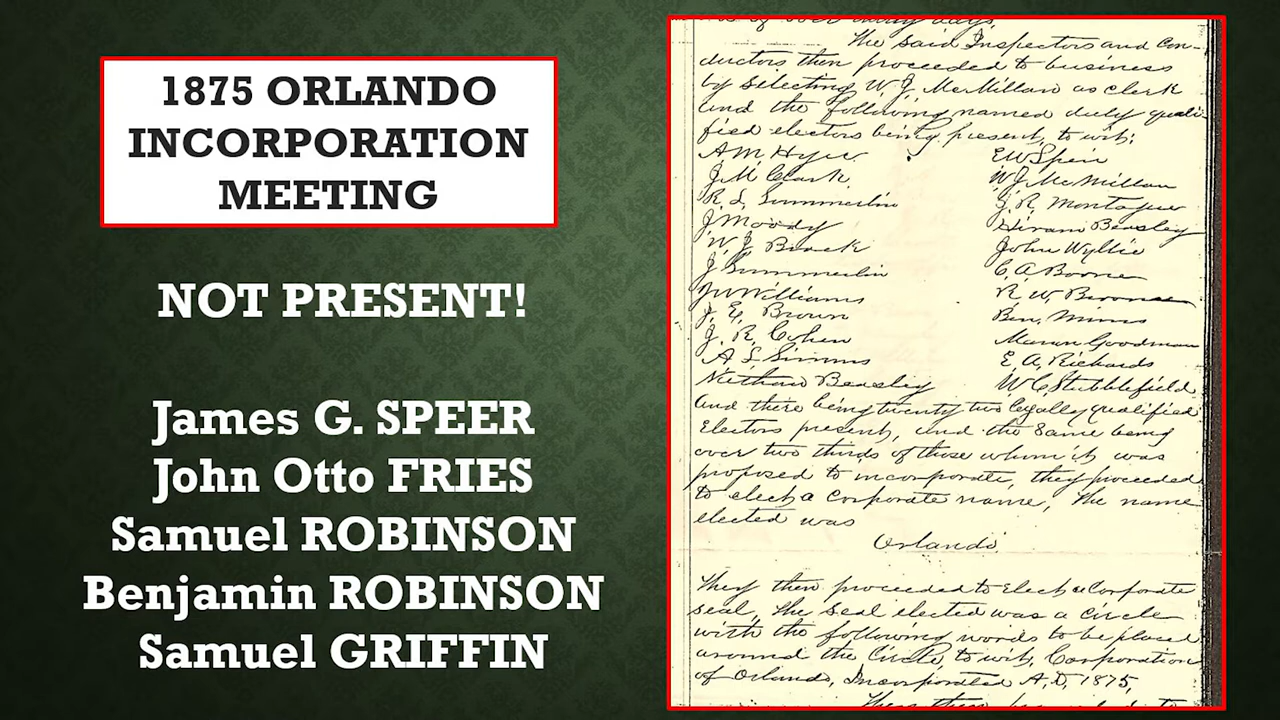 1875 ORLANDO
INCORPORATION
MEETING
NOT PRESENT!
James G. SPEER
John Otto FRIES
Samuel ROBINSON
Benjamin ROBINSON
Samuel GRIFFIN
The said Inspectors and Con-
ductors then proceeded to business
by selecting W. J. McMillan as clerk
and the following named duly quali-
fied electors being present, to wit:
A M Hyer
J. M. Clark
R. L. Summerlin
J Moody
W. J. Brack
J Summerlin
Williams
J. E. Brown
J. R. Cohen
A S Simms
Nathan Beasley
E W Speir
W J McMillan
R Montague
Hiram Beasley
John Wyllie
C. A Boone
R. W.
Ben. Mims
Goodman
E A, Richards
W C Stubblefield
and there being twenty two legally qualified
Electors present, and the same being
over two thirds of those whom it was
proposed to incorporate, they proceeded
to elect a Corporate name, the name
elected was
Orlando
They then proceeded to Elect a Corporate
seal, the seal elected was a circle
with the following words to be placed
around the Circle, to wit, Corporation
of Orlando, Incorporated A, D, 1875,